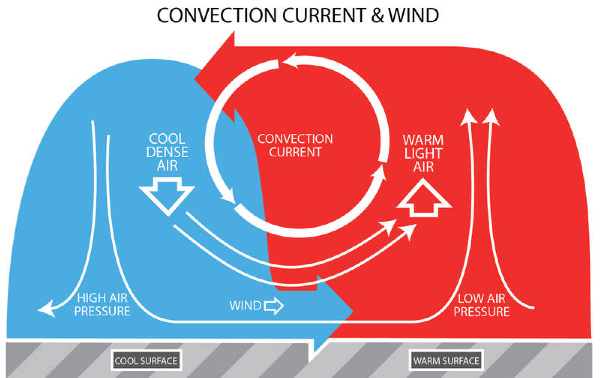 CONVECTION CURRENT & WIND
COOL
DENSE
AIR
CONVECTION
CURRENT
WARM
LIGHT
AIR
HIGH AIR
PRESSURE
WIND
LOW AIR
PRESSURE
COOL SURFACE
WARM SURFACE